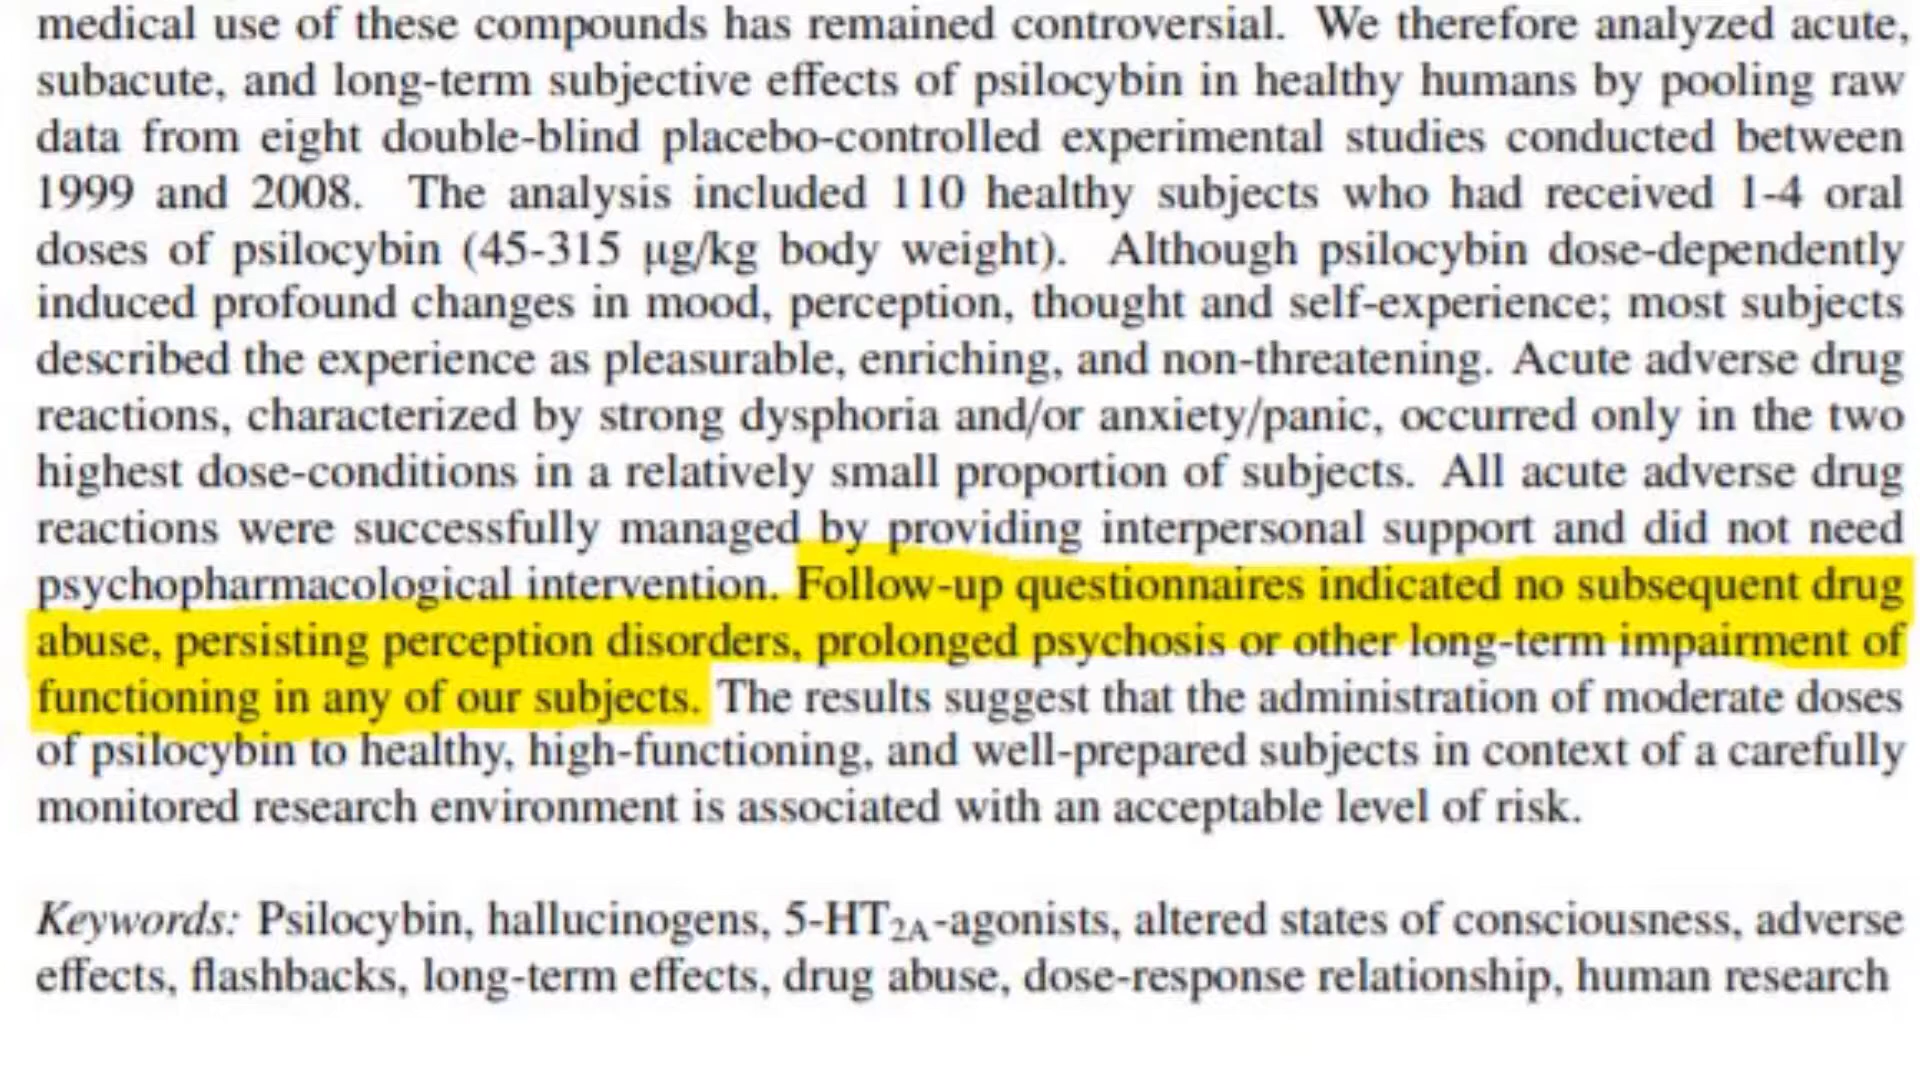 medical use of these compounds has remained controversial. We therefore analyzed acute,
subacute, and long-term subjective effects of psilocybin in healthy humans by pooling raw
data from eight double-blind placebo-controlled experimental studies conducted between
1999 and 2008. The analysis included 110 healthy subjects who had received 1-4 oral
doses of psilocybin (45-315 µg/kg body weight). Although psilocybin dose-dependently
induced profound changes in mood, perception, thought and self-experience; most subjects
described the experience as pleasurable, enriching, and non-threatening. Acute adverse drug
reactions, characterized by strong dysphoria and/or anxiety/panic, occurred only in the two
highest dose-conditions in a relatively small proportion of subjects. All acute adverse drug
reactions were successfully managed by providing interpersonal support and did not need
psychopharmacological intervention. Follow-up questionnaires indicated no subsequent drug
abuse, persisting perception disorders, prolonged psychosis or other long-term impairment of
functioning in any of our subjects. The results suggest that the administration of moderate doses
of psilocybin to healthy, high-functioning, and well-prepared subjects in context of a carefully
monitored research environment is associated with an acceptable level of risk.
Keywords: Psilocybin, hallucinogens, 5-HT2A-agonists, altered states of consciousness, adverse
effects, flashbacks, long-term effects, drug abuse, dose-response relationship, human research